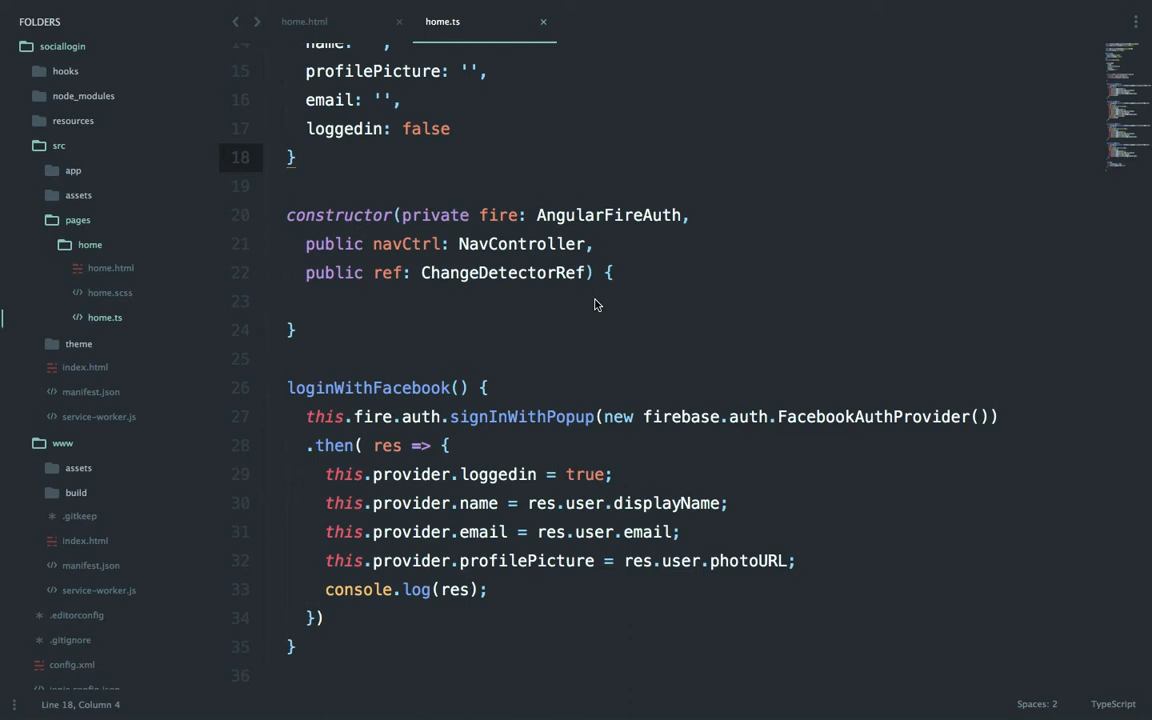 FOLDERS
sociallogin
hooks
node_modules
resources
src
app
assets
pages
home
home.html
home.scss
home.ts
theme
index.html
manifest.json
service-worker.js
www
assets
build
.gitkeep
index.html
manifest.json
service-worker.js
.editorconfig
.gitignore
config.xml
ionic.config.json
home.html
home.ts
14 name: '',
15 profilePicture: '',
16 email: '',
17 loggedin: false
18 }
19
20 constructor(private fire: AngularFireAuth,
21 public navCtrl: NavController,
22 public ref: ChangeDetectorRef) {
23
24 }
25
26 loginWithFacebook() {
27 this.fire.auth.signInWithPopup(new firebase.auth.FacebookAuthProvider())
28 .then( res => {
29 this.provider.loggedin = true;
30 this.provider.name = res.user.displayName;
31 this.provider.email = res.user.email;
32 this.provider.profilePicture = res.user.photoURL;
33 console.log(res);
34 })
35 }
36
Line 18, Column 4
Spaces: 2
TypeScript